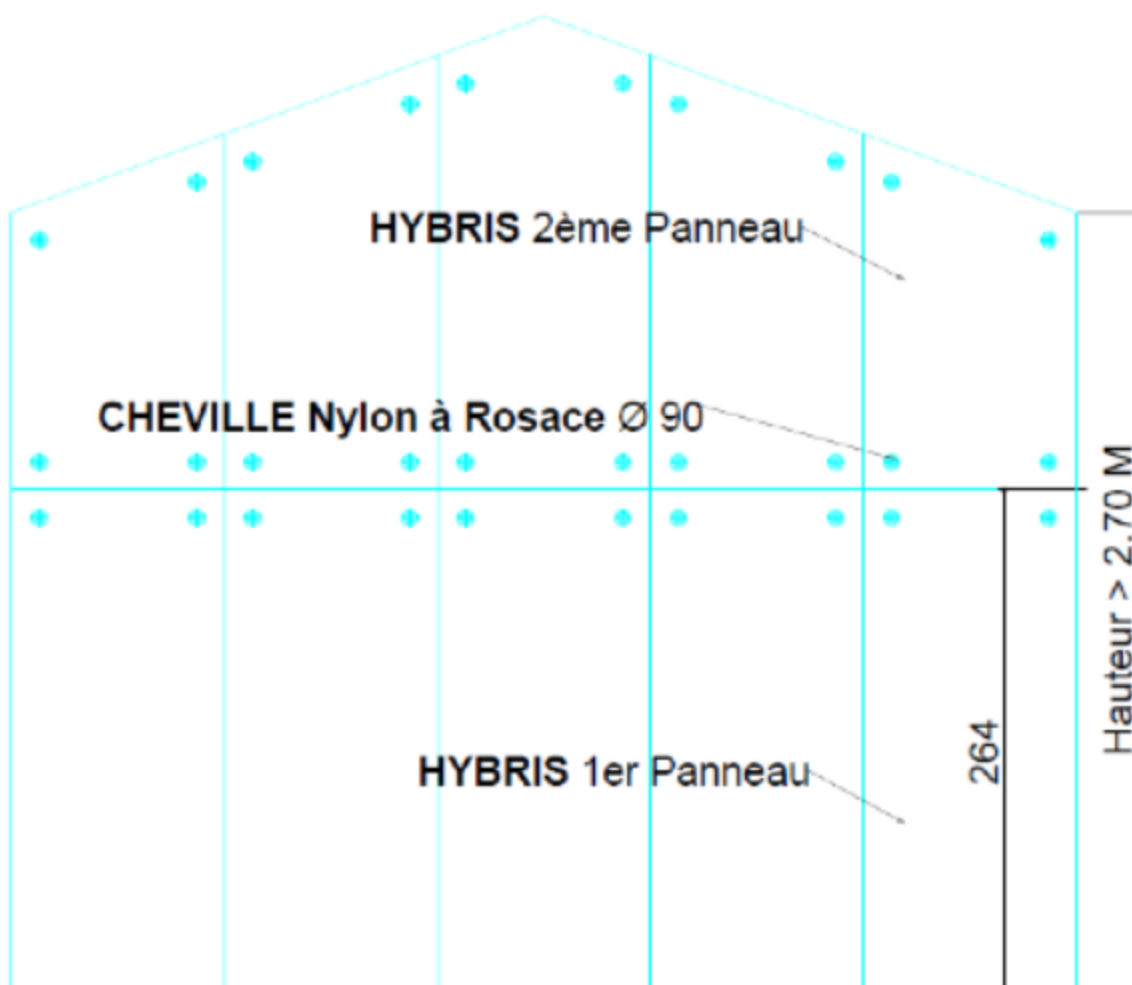 HYBRIS 2ème Panneau
CHEVILLE Nylon à Rosace Ø 90
Hauteur > 2.70 M
264
HYBRIS 1er Panneau